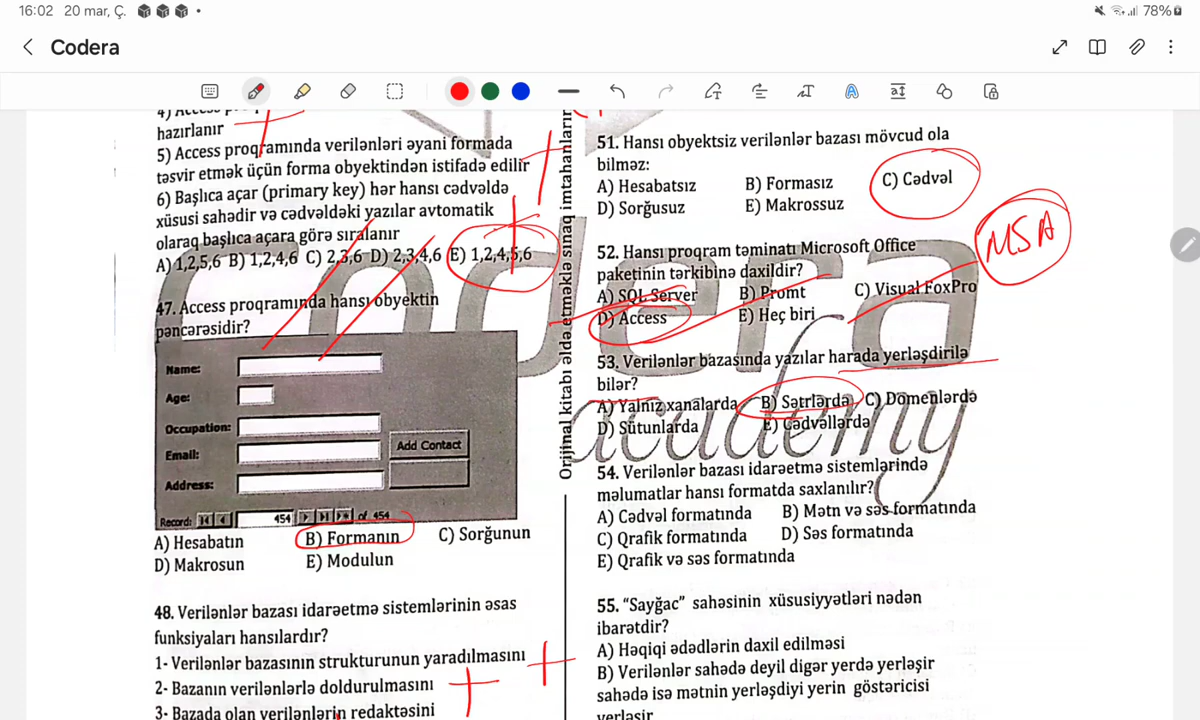 16:02 20 mar, Ç.
78%
Codera
hazırlanır
5) Access proqramında verilənləri əyani formada
təsvir etmək üçün forma obyektindən istifadə edilir
6) Başlıca açar (primary key) hər hansı cədvəldə
xüsusi sahədir və cədvəldəki yazılar avtomatik
olaraq başlıca açara görə sıralanır
A) 1,2,5,6 B) 1,2,4,6 C) 2,3,6 D) 2,3,4,6 E) 1,2,4,5,6
47. Access proqramında hansı obyektin
pəncərəsidir?
Name:
Age:
Occupation:
Email:
Add Contact
Address:
Record: 454 of 454
A) Hesabatın B) Formanın C) Sorğunun
D) Makrosun E) Modulun
48. Verilənlər bazası idarəetmə sistemlərinin əsas
funksiyaları hansılardır?
1- Verilənlər bazasının strukturunun yaradılmasını
2- Bazanın verilənlərlə doldurulmasını
3- Bazada olan verilənlərin redaktəsini
Orijinal kitabı əldə etməklə sınaq imtahanların
51. Hansı obyektsiz verilənlər bazası mövcud ola
bilməz:
A) Hesabatsız B) Formasız C) Cədvəl
D) Sorğusuz E) Makrossuz
MSA
52. Hansı proqram təminatı Microsoft Office
paketinin tərkibinə daxildir?
A) SQL Server B) Promt C) Visual FoxPro
D) Access E) Heç biri
53. Verilənlər bazasında yazılar harada yerləşdirilə
bilər?
A) Yalnız xanalarda B) Sətrlərdə C) Domenlərdə
D) Sütunlarda E) Cədvəllərdə
54. Verilənlər bazası idarəetmə sistemlərində
məlumatlar hansı formatda saxlanılır?
A) Cədvəl formatında B) Mətn və səs formatında
C) Qrafik formatında D) Səs formatında
E) Qrafik və səs formatında
55. “Sayğac” sahəsinin xüsusiyyətləri nədən
ibarətdir?
A) Həqiqi ədədlərin daxil edilməsi
B) Verilənlər sahədə deyil digər yerdə yerləşir
sahədə isə mətnin yerləşdiyi yerin göstəricisi
yerləşir
Codera
academy